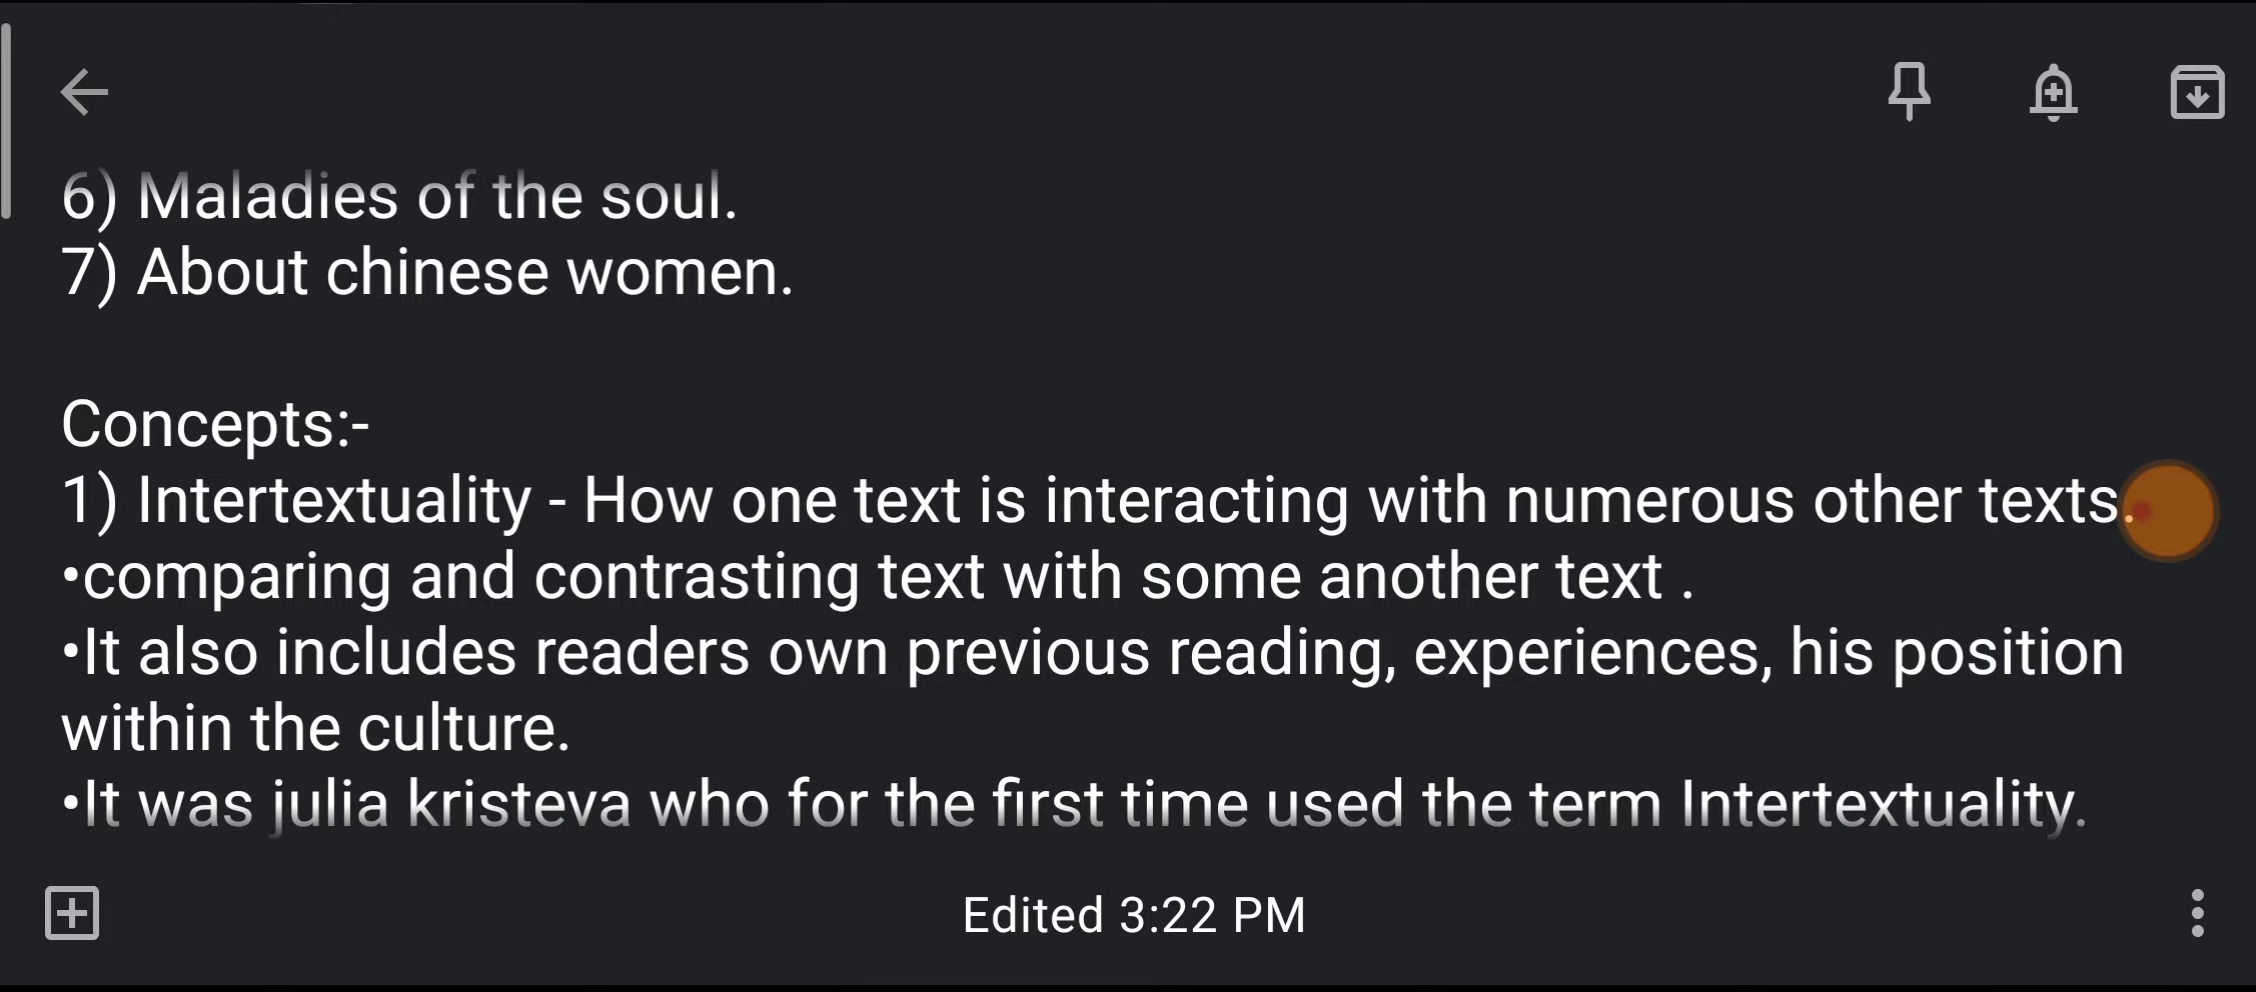 6) Maladies of the soul.
7) About chinese women.
Concepts:-
1) Intertextuality - How one text is interacting with numerous other texts.
•comparing and contrasting text with some another text .
•It also includes readers own previous reading, experiences, his position
within the culture.
•It was julia kristeva who for the first time used the term Intertextuality.
Edited 3:22 PM